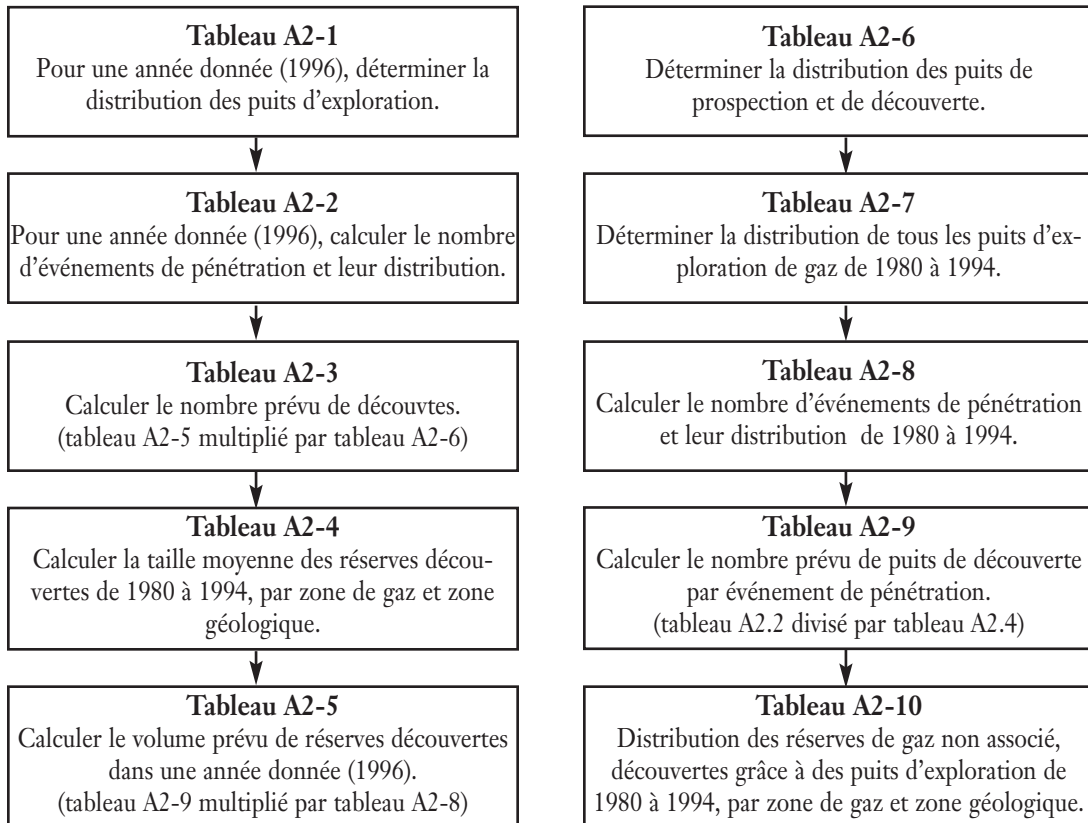 Tableau A2-1
Pour une année donnée (1996), déterminer la
distribution des puits d'exploration.
Tableau A2-2
Pour une année donnée (1996), calculer le nombre
d'événements de pénétration et leur distribution.
Tableau A2-3
Calculer le nombre prévu de découvtes.
(tableau A2-5 multiplié par tableau A2-6)
Tableau A2-4
Calculer la taille moyenne des réserves décou-
vertes de 1980 à 1994, par zone de gaz et zone
géologique.
Tableau A2-5
Calculer le volume prévu de réserves découvertes
dans une année donnée (1996).
(tableau A2-9 multiplié par tableau A2-8)
Tableau A2-6
Déterminer la distribution des puits de
prospection et de découverte.
Tableau A2-7
Déterminer la distribution de tous les puits d'ex-
ploration de gaz de 1980 à 1994.
Tableau A2-8
Calculer le nombre d'événements de pénétration
et leur distribution de 1980 à 1994.
Tableau A2-9
Calculer le nombre prévu de puits de découverte
par événement de pénétration.
(tableau A2.2 divisé par tableau A2.4)
Tableau A2-10
Distribution des réserves de gaz non associé,
découvertes grâce à des puits d'exploration de
1980 à 1994, par zone de gaz et zone géologique.